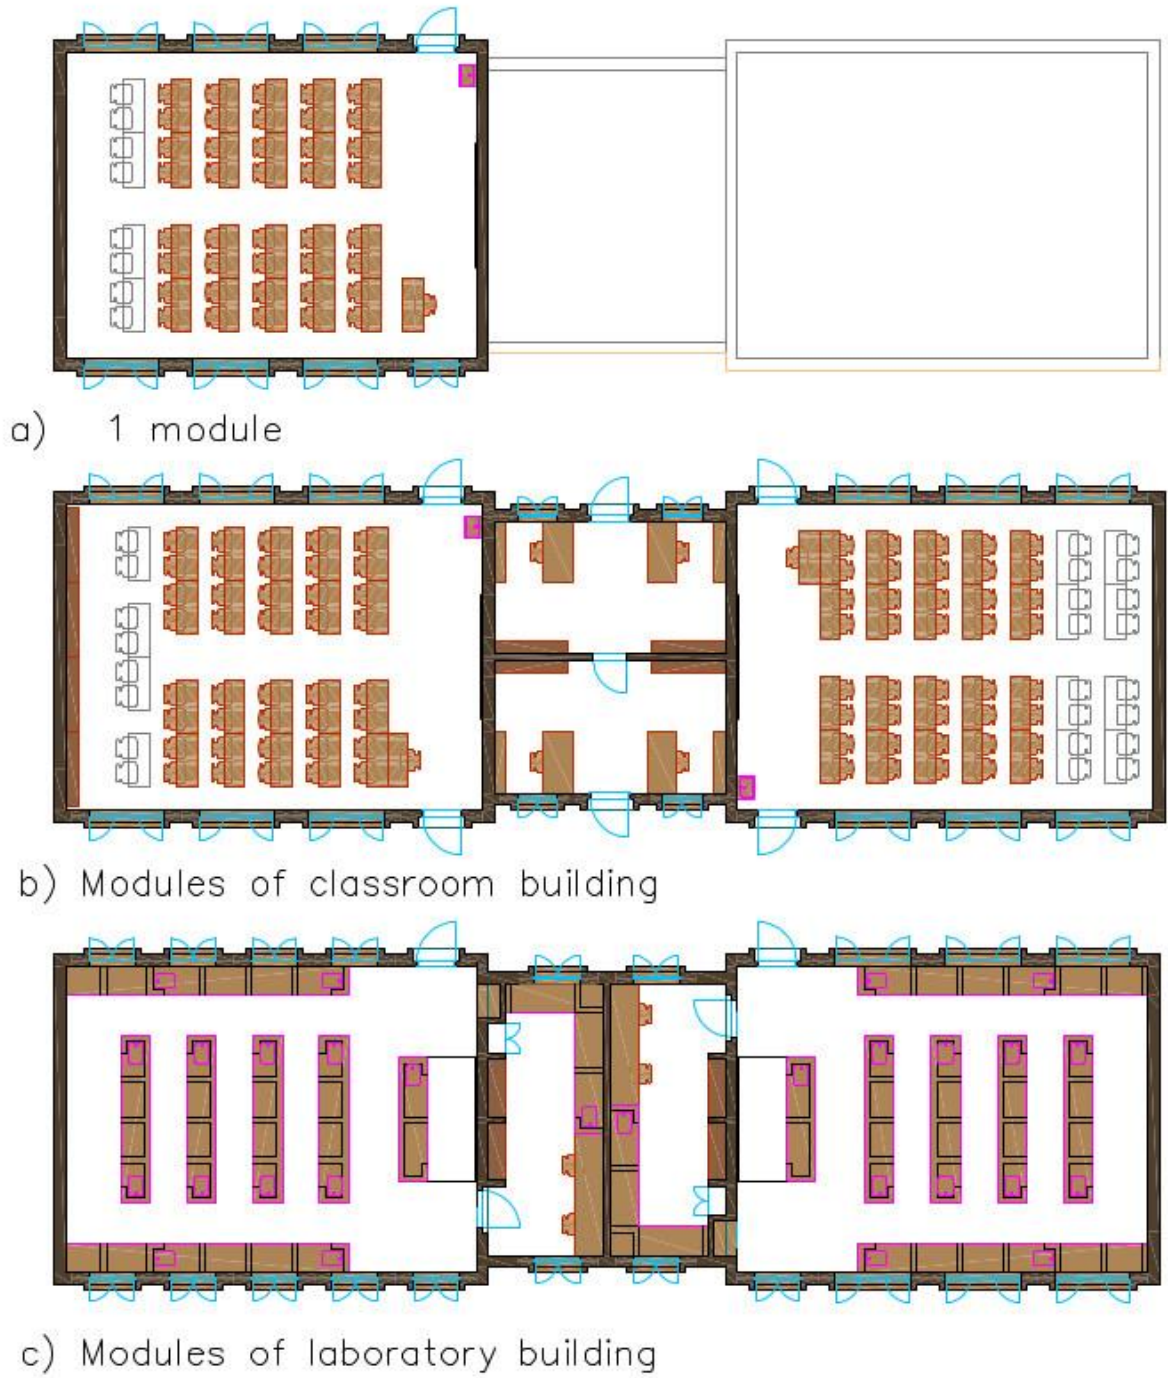 a) 1 module
b) Modules of classroom building
c) Modules of laboratory building